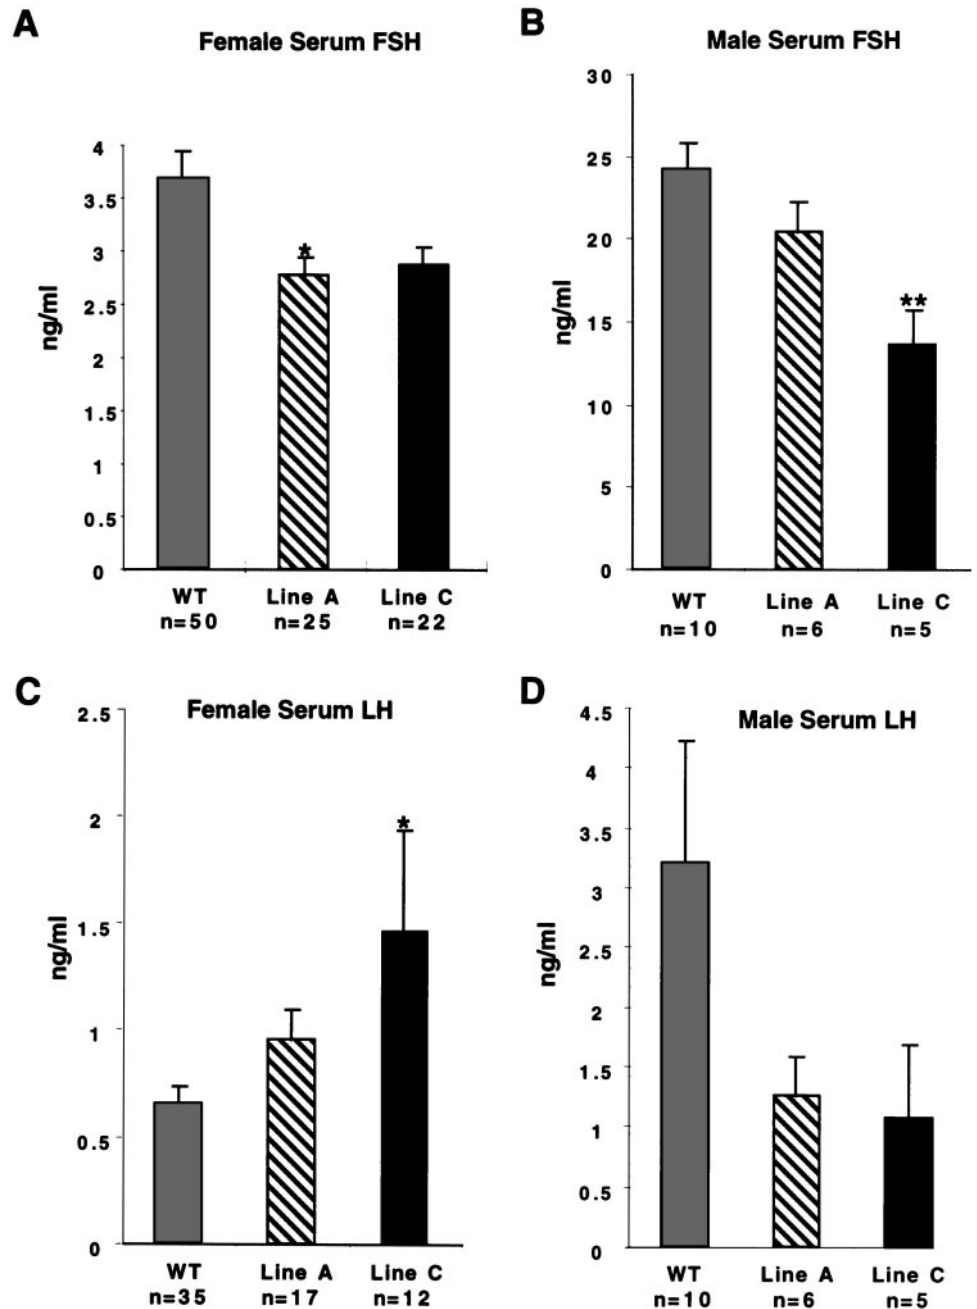 A
Female Serum FSH
4
3.5
3
2.5
2
1.5
1
0.5
0
ng/ml
*
WT
n=50
Line A
n=25
Line C
n=22
B
Male Serum FSH
30
25
20
15
10
5
0
ng/ml
**
WT
n=10
Line A
n=6
Line C
n=5
C
Female Serum LH
2.5
2
1.5
1
0.5
0
ng/ml
*
WT
n=35
Line A
n=17
Line C
n=12
D
Male Serum LH
4.5
4
3.5
3
2.5
2
1.5
1
0.5
0
ng/ml
WT
n=10
Line A
n=6
Line C
n=5